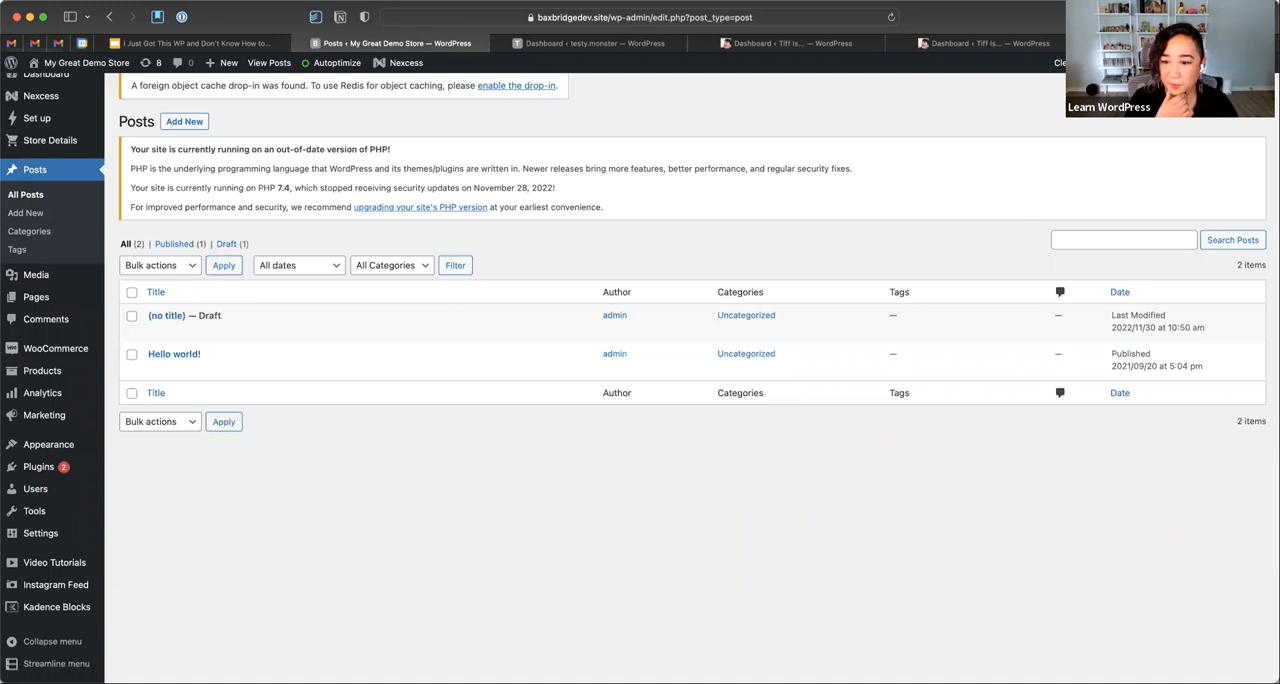 baxbridgedev.site/wp-admin/edit.php?post_type=post
I Just Got This WP and Don't Know How to...
Posts ‹ My Great Demo Store — WordPress
Dashboard ‹ testy.monster — WordPress
Dashboard ‹ Tiff Is... — WordPress
Dashboard ‹ Tiff Is... — WordPress
My Great Demo Store
8
0
New
View Posts
Autoptimize
Nexcess
Learn WordPress
Dashboard
Nexcess
Set up
Store Details
Posts
All Posts
Add New
Categories
Tags
Media
Pages
Comments
WooCommerce
Products
Analytics
Marketing
Appearance
Plugins 2
Users
Tools
Settings
Video Tutorials
Instagram Feed
Kadence Blocks
Collapse menu
Streamline menu
A foreign object cache drop-in was found. To use Redis for object caching, please enable the drop-in.
Posts Add New
Your site is currently running on an out-of-date version of PHP!
PHP is the underlying programming language that WordPress and its themes/plugins are written in. Newer releases bring more features, better performance, and regular security fixes.
Your site is currently running on PHP 7.4, which stopped receiving security updates on November 28, 2022!
For improved performance and security, we recommend upgrading your site's PHP version at your earliest convenience.
All (2) | Published (1) | Draft (1)
Search Posts
Bulk actions Apply All dates All Categories Filter
2 items
Title Author Categories Tags Date
(no title) — Draft admin Uncategorized — — Last Modified
2022/11/30 at 10:50 am
Hello world! admin Uncategorized — — Published
2021/09/20 at 5:04 pm
Title Author Categories Tags Date
Bulk actions Apply
2 items